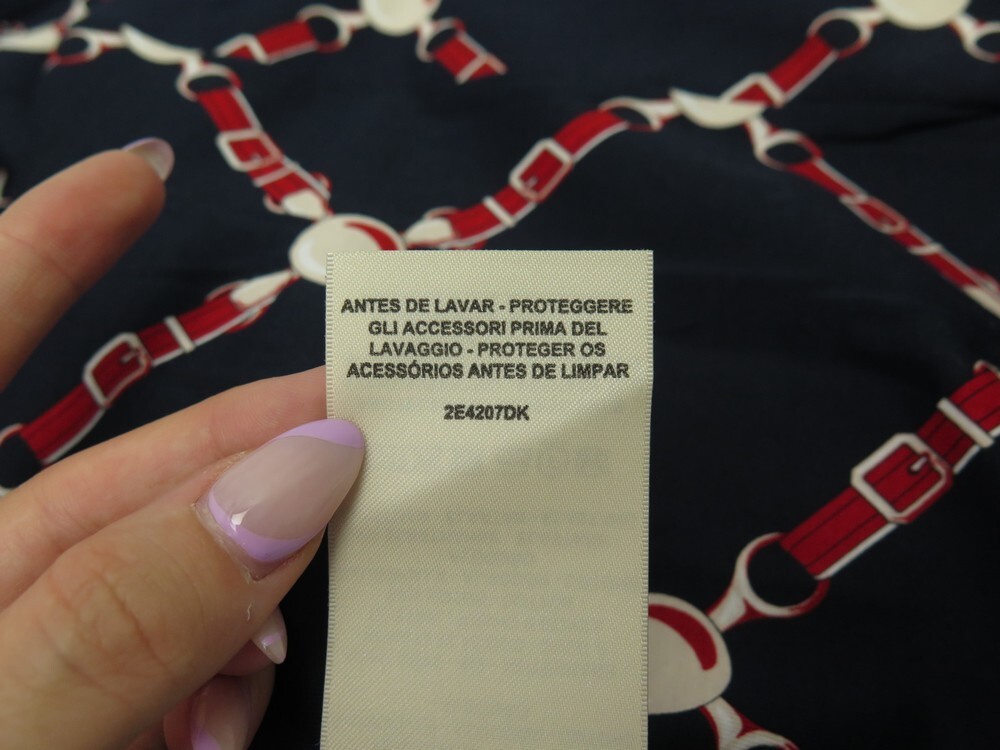 ANTES DE LAVAR - PROTEGGERE
GLI ACCESSORI PRIMA DEL
LAVAGGIO - PROTEGER OS
ACESSÓRIOS ANTES DE LIMPAR
2E4207DK